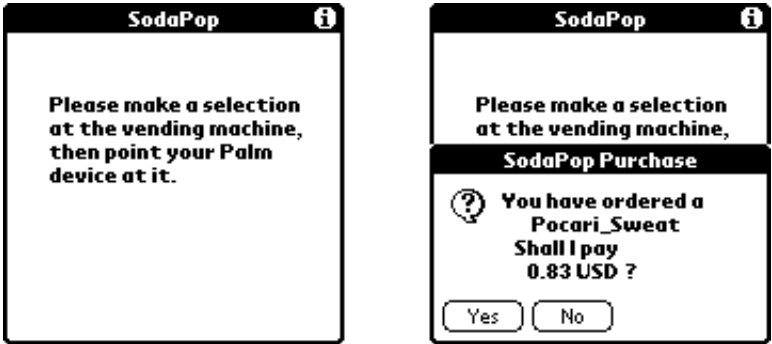 SodaPop
Please make a selection
at the vending machine,
then point your Palm
device at it.
SodaPop
Please make a selection
at the vending machine,
SodaPop Purchase
You have ordered a
Pocari_Sweat
Shall I pay
0.83 USD ?
Yes No